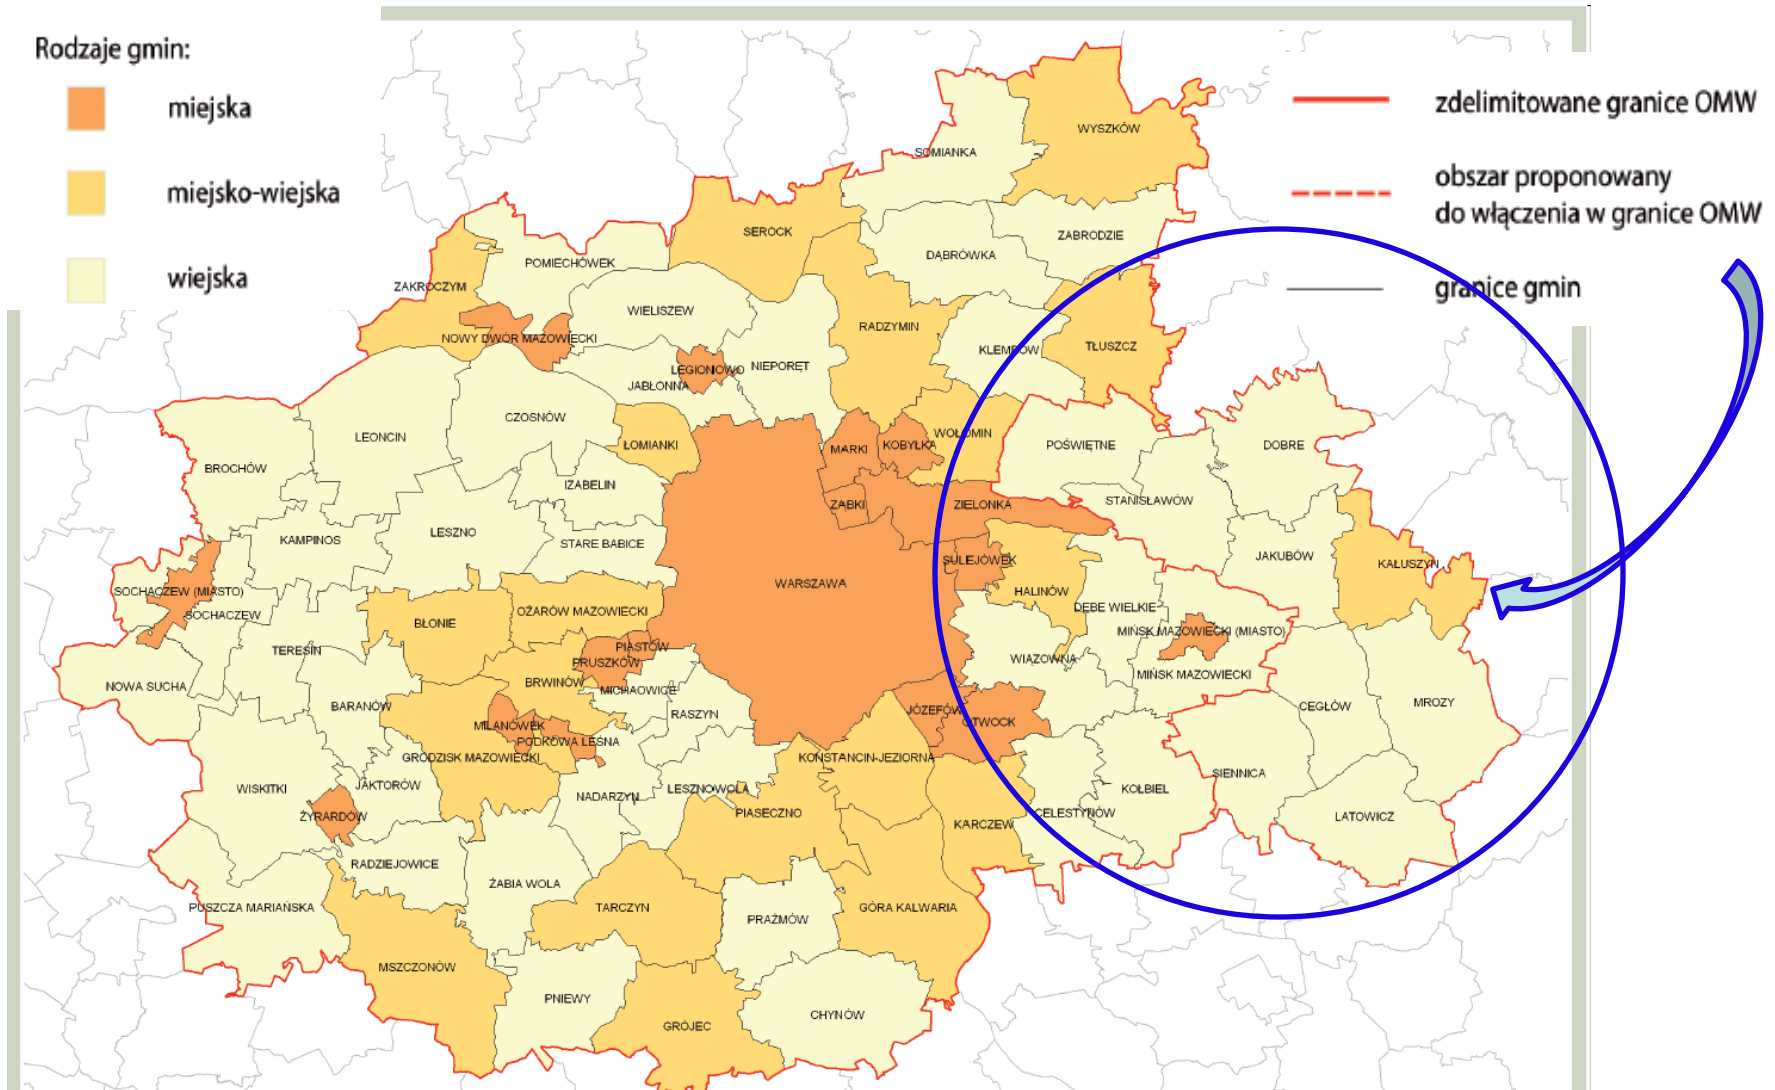 Rodzaje gmin:
miejska
miejsko-wiejska
wiejska
zdelimitowane granice OMW
obszar proponowany
do włączenia w granice OMW
granice gmin
WYSZKÓW
SOMIANKA
SEROCK
ZABRODZIE
DĄBRÓWKA
POMIECHÓWEK
ZAKROCZYM
WIELISZEW
RADZYMIN
NOWY DWÓR MAZOWIECKI
KLEMBÓW
TŁUSZCZ
NIEPORĘT
LEGIONOWO
JABŁONNA
CZOSNÓW
LEONCIN
ŁOMIANKI
MARKI
KOBYŁKA
WOŁOMIN
POŚWIĘTNE
DOBRE
BROCHÓW
IZABELIN
ZĄBKI
ZIELONKA
STANISŁAWÓW
KAMPINOS
LESZNO
STARE BABICE
JAKUBÓW
KAŁUSZYN
SULEJÓWEK
WARSZAWA
HALINÓW
SOCHACZEW (MIASTO)
SOCHACZEW
OŻARÓW MAZOWIECKI
BŁONIE
DĘBE WIELKIE
MIŃSK MAZOWIECKI (MIASTO)
TERESIN
PIASTÓW
PRUSZKÓW
WIĄZOWNA
MIŃSK MAZOWIECKI
NOWA SUCHA
BRWINÓW
MICHAOWICE
BARANÓW
RASZYN
JÓZEFÓW
OTWOCK
CEGŁÓW
MROZY
MILANÓWEK
PODKOWA LEŚNA
GRODZISK MAZOWIECKI
KONSTANCIN-JEZIORNA
SIENNICA
WISKITKI
JAKTORÓW
LESZNOWOLA
KOŁBIEL
NADARZYN
ŻYRARDÓW
PIASECZNO
KARCZEW
CELESTYNÓW
LATOWICZ
RADZIEJOWICE
ŻABIA WOLA
PUSZCZA MARIAŃSKA
TARCZYN
PRAŻMÓW
GÓRA KALWARIA
MSZCZONÓW
PNIEWY
GRÓJEC
CHYNÓW